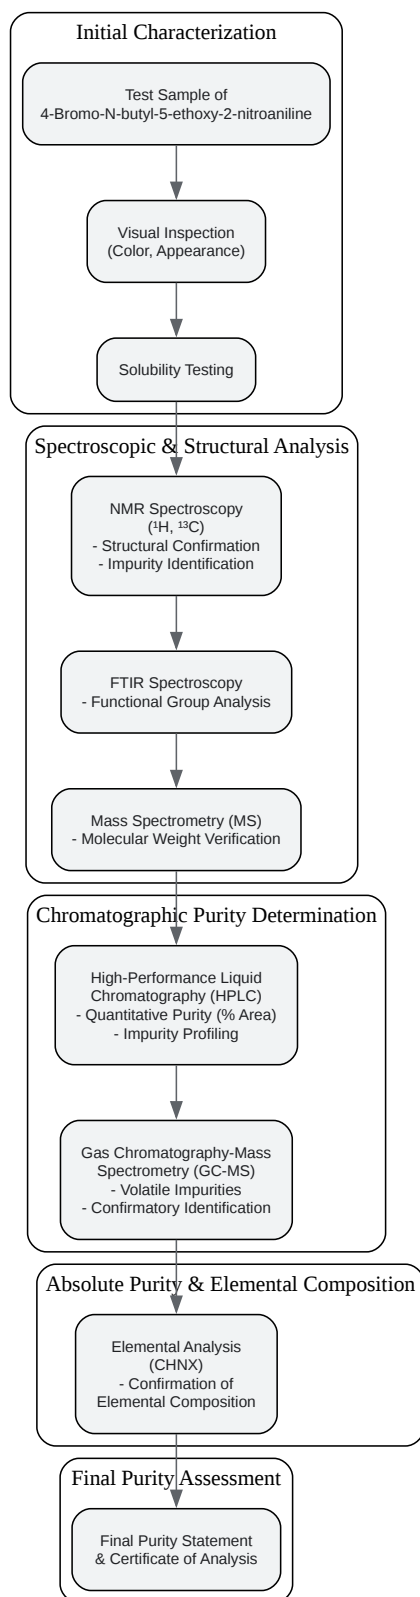 Initial Characterization
Test Sample of
4-Bromo-N-butyl-5-ethoxy-2-nitroaniline
Visual Inspection
(Color, Appearance)
Solubility Testing
Spectroscopic & Structural Analysis
NMR Spectroscopy
(¹H, ¹³C)
- Structural Confirmation
- Impurity Identification
FTIR Spectroscopy
- Functional Group Analysis
Mass Spectrometry (MS)
- Molecular Weight Verification
Chromatographic Purity Determination
High-Performance Liquid
Chromatography (HPLC)
- Quantitative Purity (% Area)
- Impurity Profiling
Gas Chromatography-Mass
Spectrometry (GC-MS)
- Volatile Impurities
- Confirmatory Identification
Absolute Purity & Elemental Composition
Elemental Analysis
(CHNX)
- Confirmation of
Elemental Composition
Final Purity Assessment
Final Purity Statement
& Certificate of Analysis